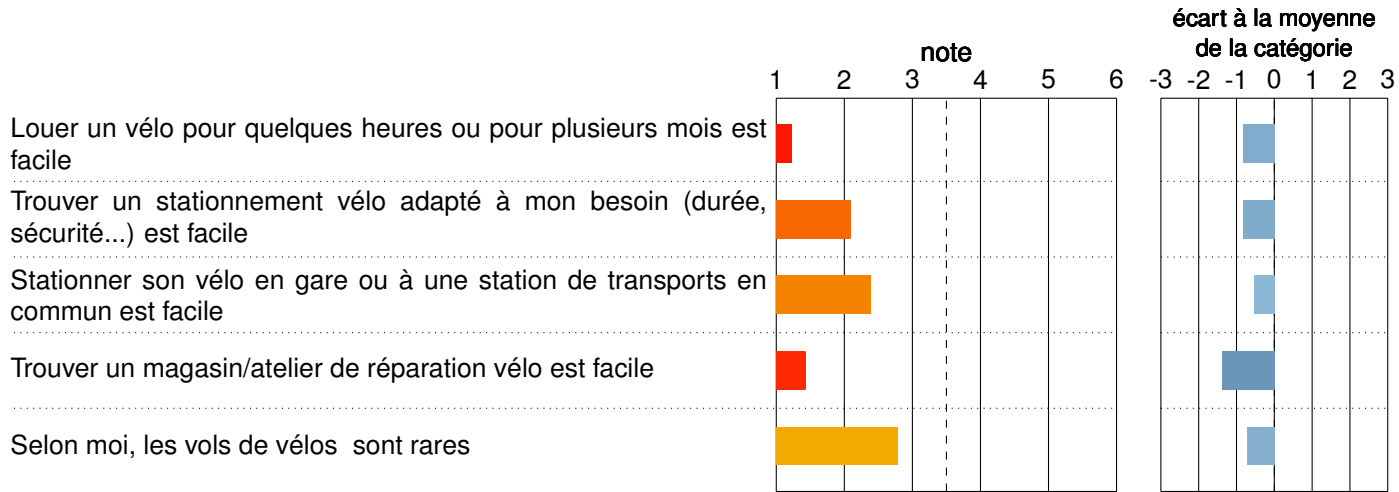 écart à la moyenne
note de la catégorie
1 2 3 4 5 6 -3 -2 -1 0 1 2 3
Louer un vélo pour quelques heures ou pour plusieurs mois est
facile
Trouver un stationnement vélo adapté à mon besoin (durée,
sécurité...) est facile
Stationner son vélo en gare ou à une station de transports en
commun est facile
Trouver un magasin/atelier de réparation vélo est facile
Selon moi, les vols de vélos sont rares